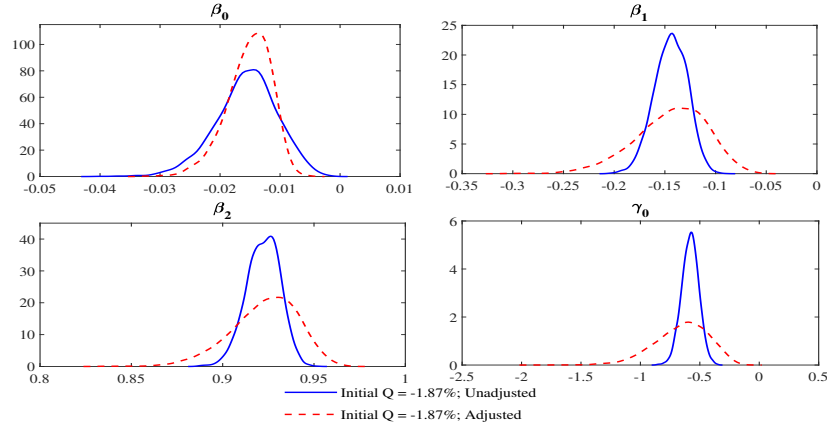 β0
100
80
60
40
20
0
-0.05 -0.04 -0.03 -0.02 -0.01 0 0.01
β1
25
20
15
10
5
0
-0.35 -0.3 -0.25 -0.2 -0.15 -0.1 -0.05 0
β2
40
30
20
10
0
0.8 0.85 0.9 0.95 1
γ0
6
4
2
0
-2.5 -2 -1.5 -1 -0.5 0 0.5
Initial Q = -1.87%; Unadjusted
Initial Q = -1.87%; Adjusted